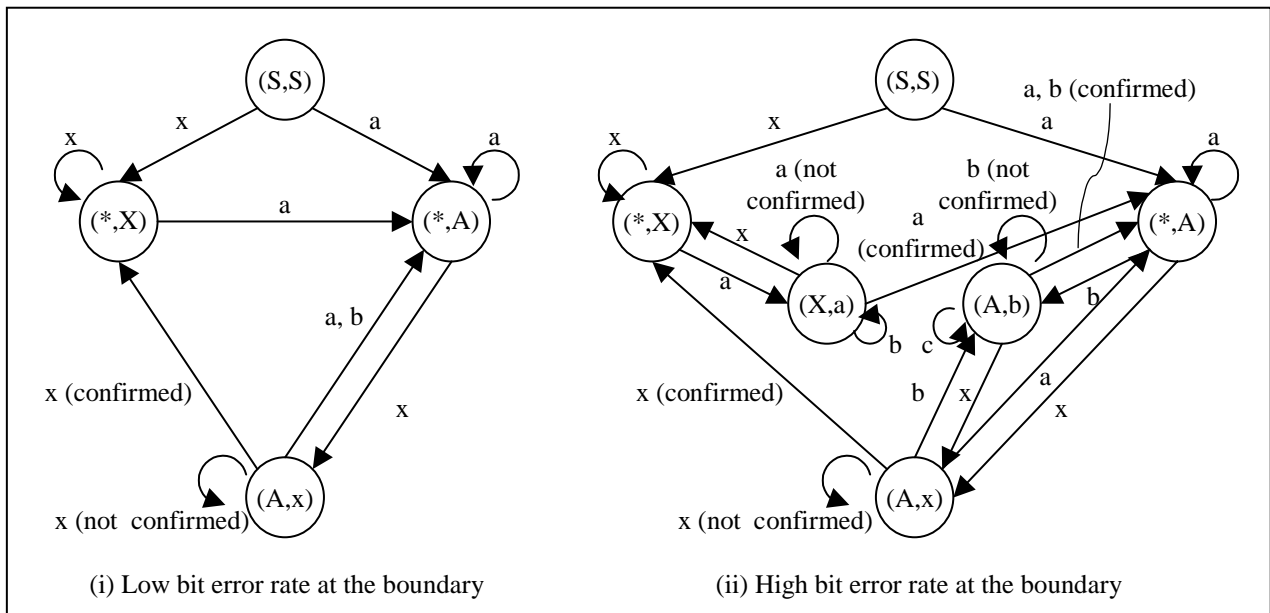 (S,S)
x
a
x
a
(*,X)
a
(*,A)
a, b
x (confirmed)
x
(A,x)
x (not confirmed)
(i) Low bit error rate at the boundary
(S,S)
a, b (confirmed)
x
a
x
a
a (not
confirmed)
b (not
confirmed)
a
(confirmed)
(*,X)
(*,A)
x
a
(X,a)
(A,b)
b
b
c
x (confirmed)
b
x
a
x
(A,x)
x (not confirmed)
(ii) High bit error rate at the boundary